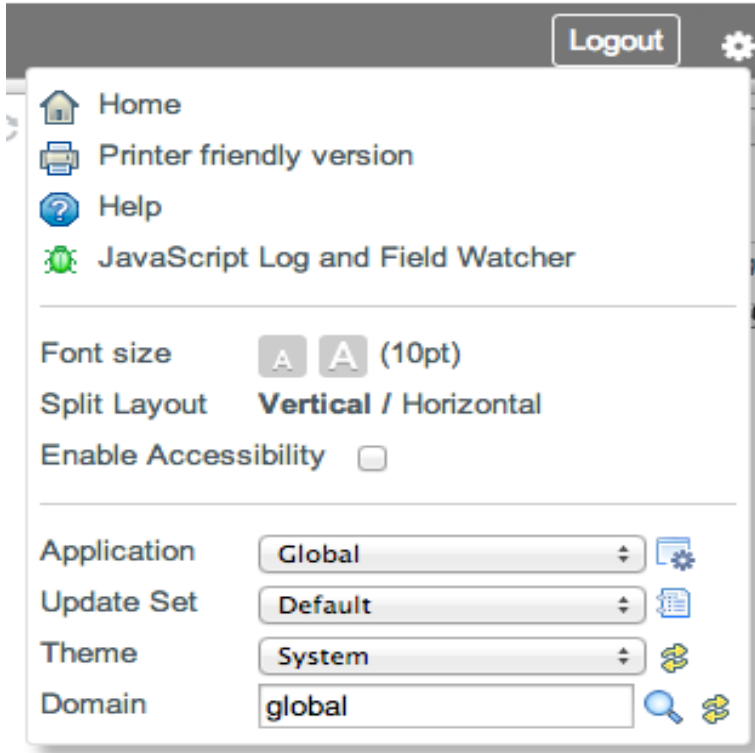 Logout
Home
Printer friendly version
Help
JavaScript Log and Field Watcher
Font size A A (10pt)
Split Layout Vertical / Horizontal
Enable Accessibility
Application Global
Update Set Default
Theme System
Domain global